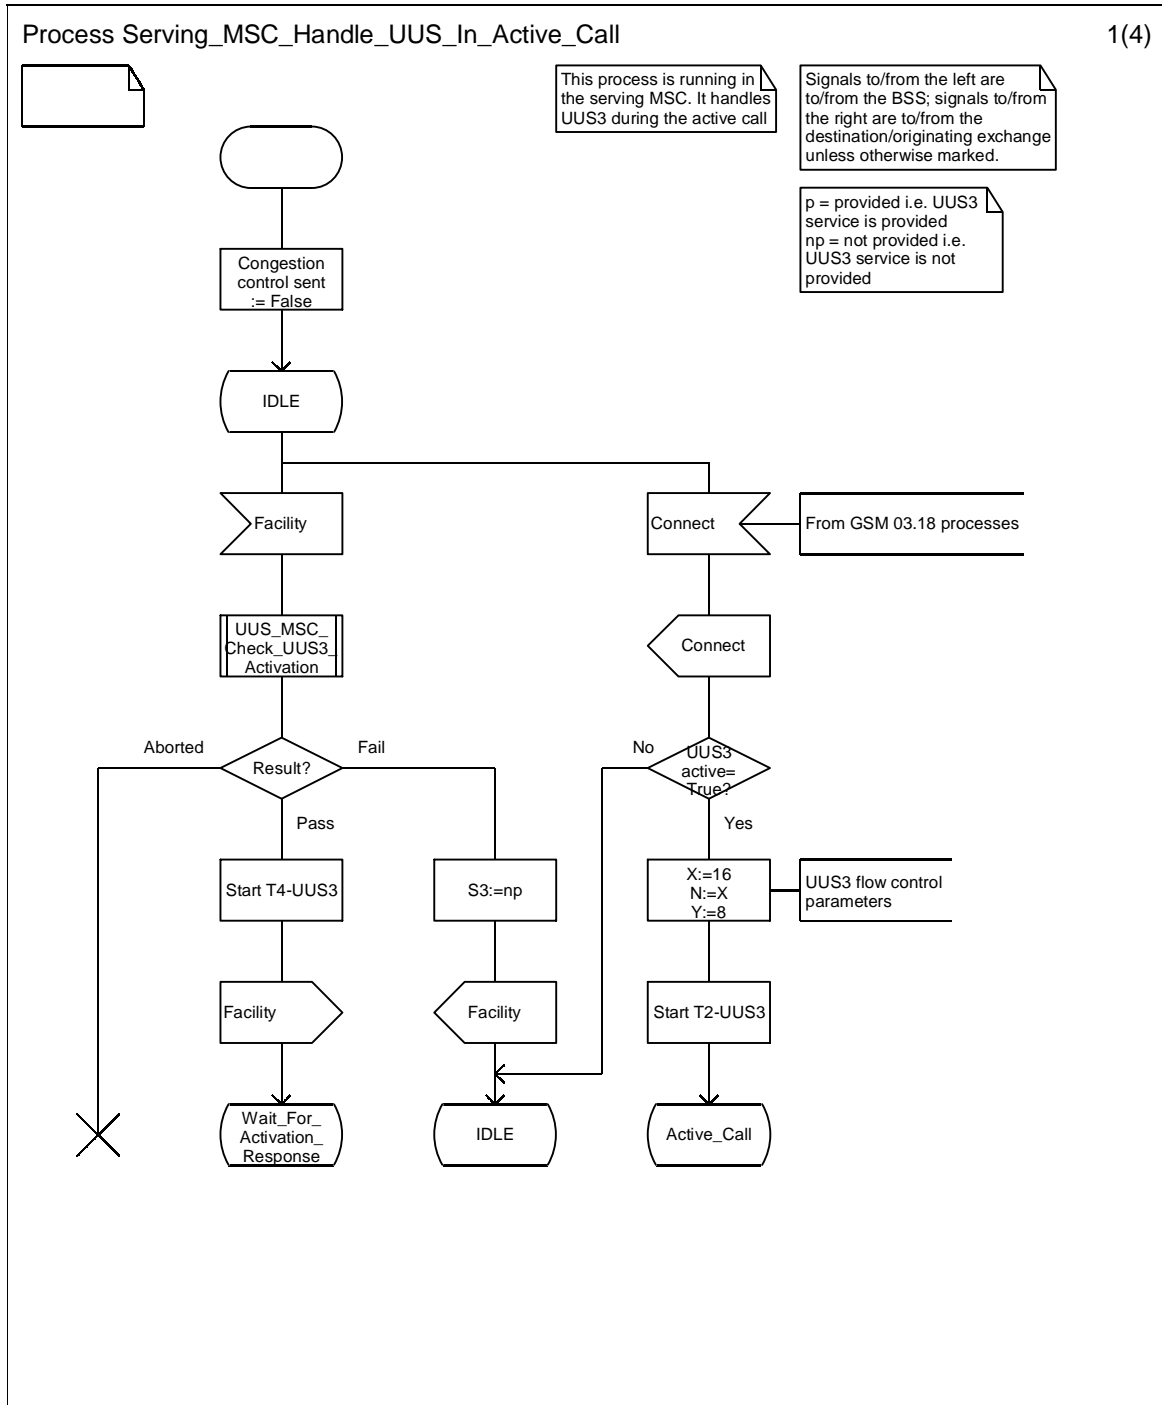 Process Serving_MSC_Handle_UUS_In_Active_Call
1(4)
This process is running in
the serving MSC. It handles
UUS3 during the active call
Signals to/from the left are
to/from the BSS; signals to/from
the right are to/from the
destination/originating exchange
unless otherwise marked.
p = provided i.e. UUS3
service is provided
np = not provided i.e.
UUS3 service is not
provided
Congestion
control sent
:= False
IDLE
Facility
Connect
From GSM 03.18 processes
UUS_MSC_
Check_UUS3_
Activation
Connect
Aborted
Result?
Fail
No
UUS3
active=
True?
Pass
Yes
Start T4-UUS3
S3:=np
X:=16
N:=X
Y:=8
UUS3 flow control
parameters
Facility
Facility
Start T2-UUS3
Wait_For_
Activation_
Response
IDLE
Active_Call